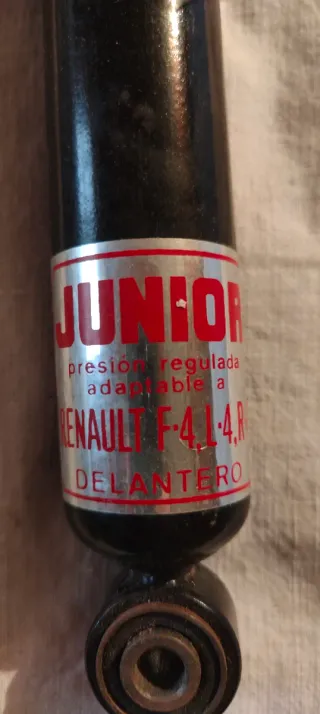 JUNIOR
presión regulada
adaptable a
RENAULT F·4,L·4,R
DELANTERO